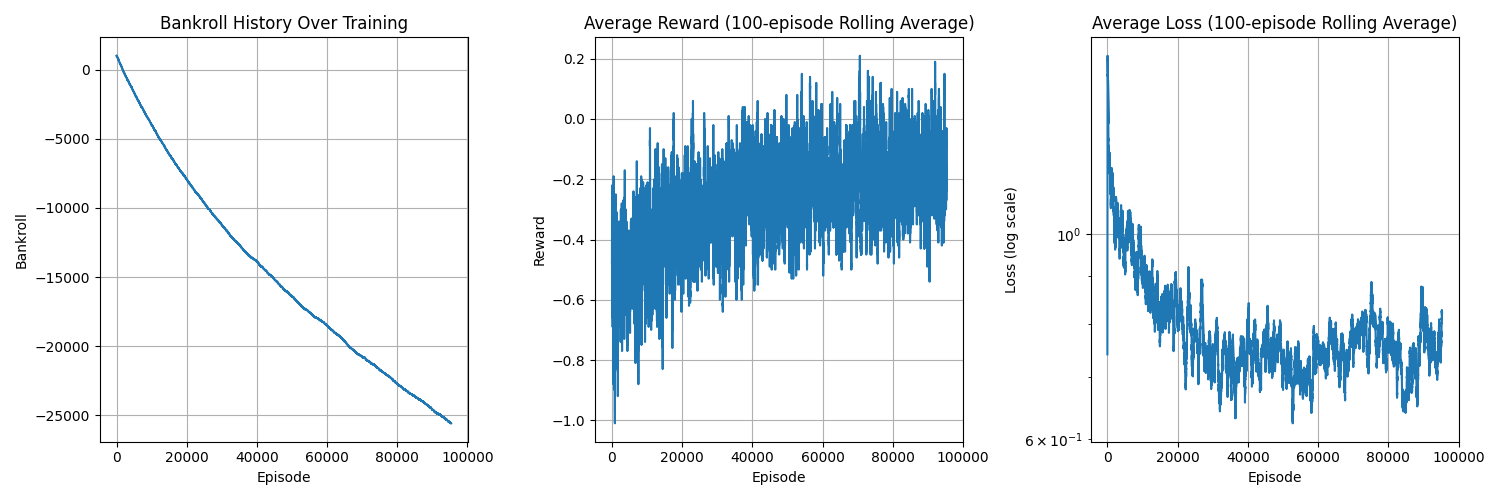 Bankroll History Over Training
Bankroll
0
−5000
−10000
−15000
−20000
−25000
0 20000 40000 60000 80000 100000
Episode
Average Reward (100-episode Rolling Average)
Reward
0.2
0.0
−0.2
−0.4
−0.6
−0.8
−1.0
0 20000 40000 60000 80000 100000
Episode
Average Loss (100-episode Rolling Average)
Loss (log scale)
10⁰
6 × 10⁻¹
0 20000 40000 60000 80000 100000
Episode